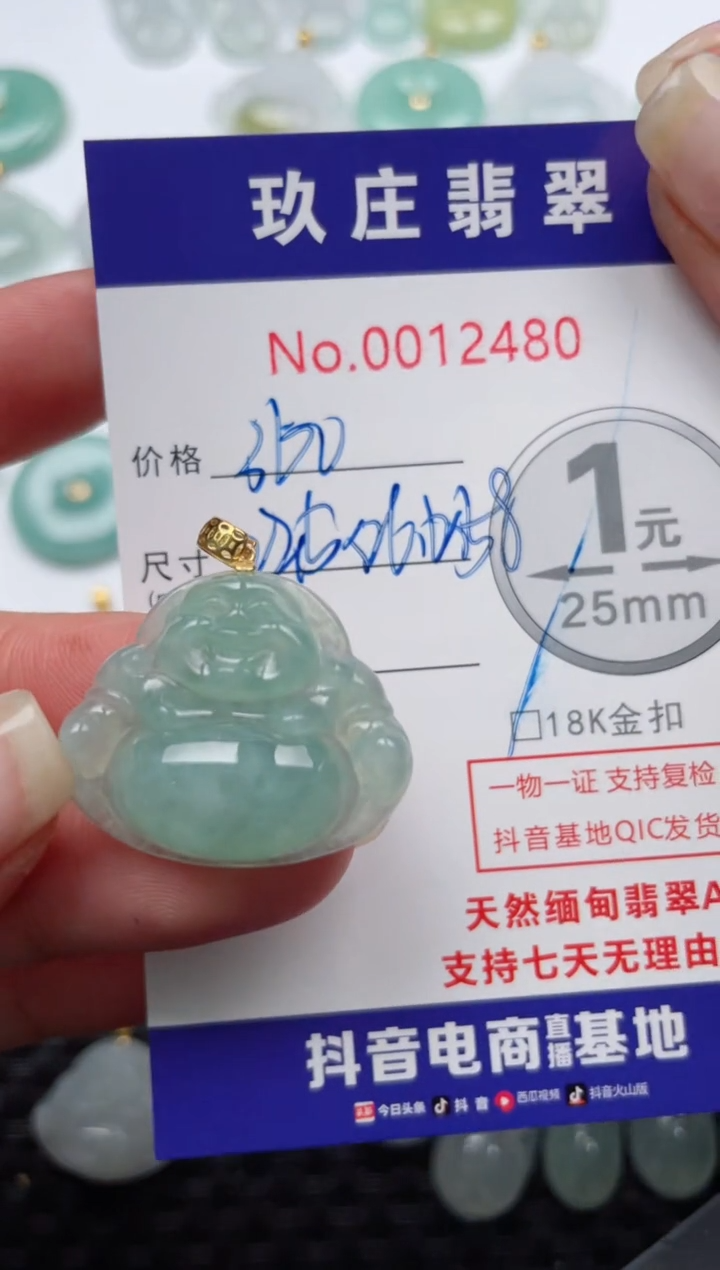 玖庄翡翠
No.0012480
价格
尺寸
1元
25mm
□18K金扣
一物一证 支持复检
抖音基地QIC发货
天然缅甸翡翠A
支持七天无理由
抖音电商直播基地
今日头条 抖音 西瓜视频 抖音火山版